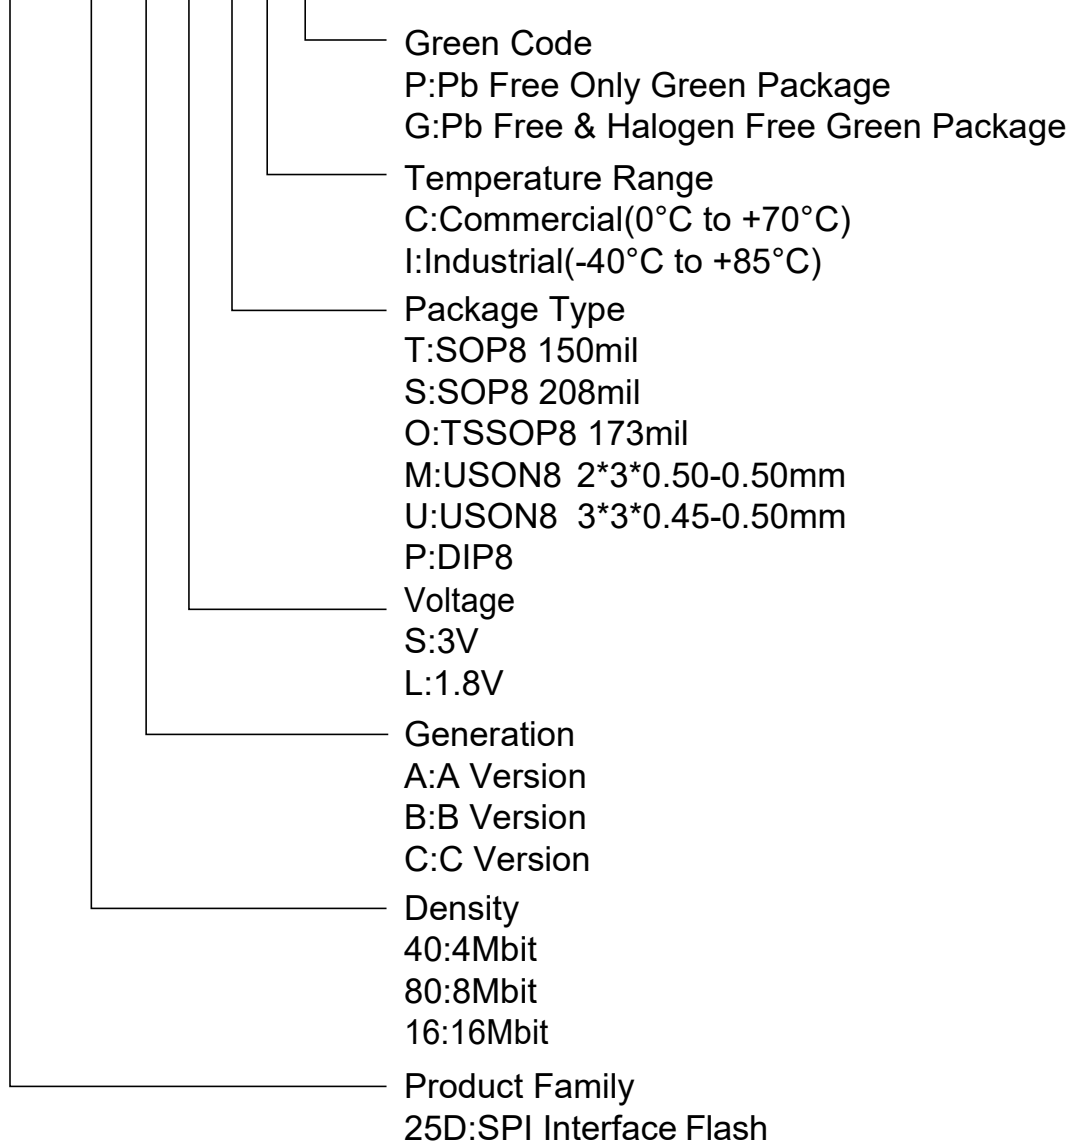 Green Code
P:Pb Free Only Green Package
G:Pb Free & Halogen Free Green Package
Temperature Range
C:Commercial(0°C to +70°C)
I:Industrial(-40°C to +85°C)
Package Type
T:SOP8 150mil
S:SOP8 208mil
O:TSSOP8 173mil
M:USON8 2*3*0.50-0.50mm
U:USON8 3*3*0.45-0.50mm
P:DIP8
Voltage
S:3V
L:1.8V
Generation
A:A Version
B:B Version
C:C Version
Density
40:4Mbit
80:8Mbit
16:16Mbit
Product Family
25D:SPI Interface Flash